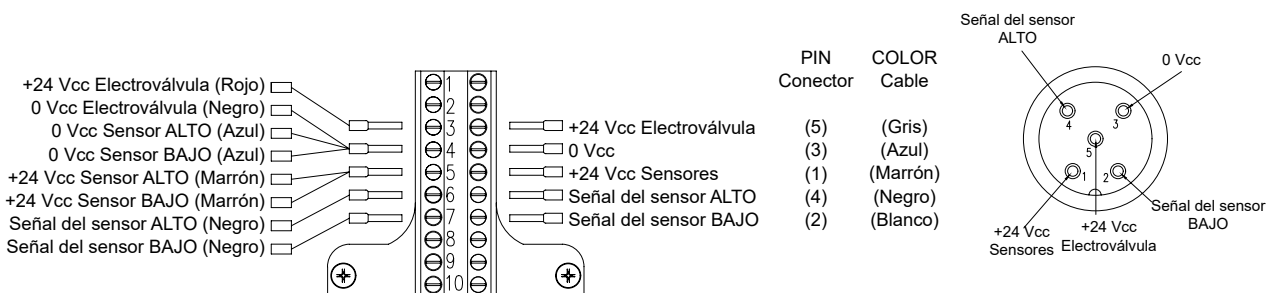 +24 Vcc Electroválvula (Rojo)
0 Vcc Electroválvula (Negro)
0 Vcc Sensor ALTO (Azul)
0 Vcc Sensor BAJO (Azul)
+24 Vcc Sensor ALTO (Marrón)
+24 Vcc Sensor BAJO (Marrón)
Señal del sensor ALTO (Negro)
Señal del sensor BAJO (Negro)
1
2
3
4
5
6
7
8
9
10
PIN COLOR
Conector Cable
+24 Vcc Electroválvula (5) (Gris)
0 Vcc (3) (Azul)
+24 Vcc Sensores (1) (Marrón)
Señal del sensor ALTO (4) (Negro)
Señal del sensor BAJO (2) (Blanco)
Señal del sensor
ALTO
0 Vcc
4
3
5
1
2
+24 Vcc
Sensores
+24 Vcc
Electroválvula
Señal del sensor
BAJO